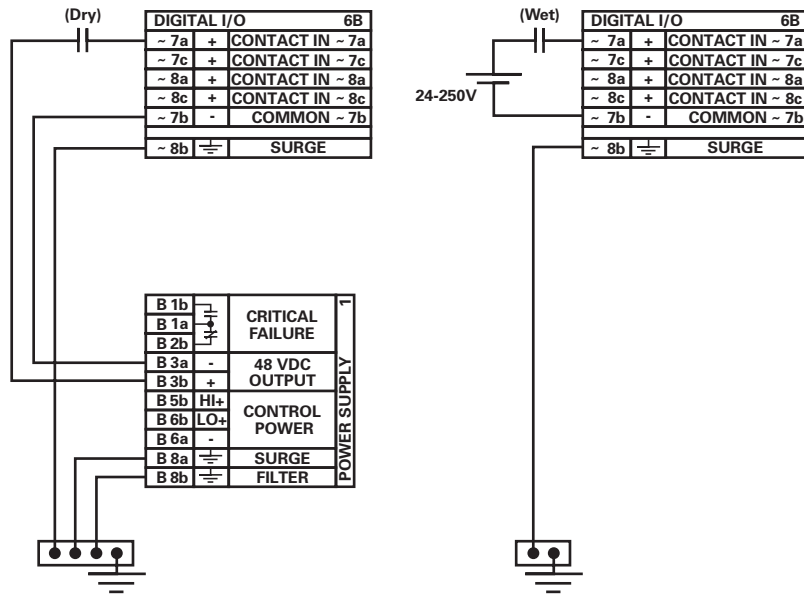 (Dry)
DIGITAL I/O 6B
~ 7a + CONTACT IN ~ 7a
~ 7c + CONTACT IN ~ 7c
~ 8a + CONTACT IN ~ 8a
~ 8c + CONTACT IN ~ 8c
~ 7b - COMMON ~ 7b
~ 8b SURGE
B 1b
B 1a
B 2b
CRITICAL
FAILURE
B 3a -
B 3b +
48 VDC
OUTPUT
B 5b HI+
B 6b LO+
B 6a -
CONTROL
POWER
B 8a SURGE
B 8b FILTER
POWER SUPPLY 1
(Wet)
24-250V
DIGITAL I/O 6B
~ 7a + CONTACT IN ~ 7a
~ 7c + CONTACT IN ~ 7c
~ 8a + CONTACT IN ~ 8a
~ 8c + CONTACT IN ~ 8c
~ 7b - COMMON ~ 7b
~ 8b SURGE